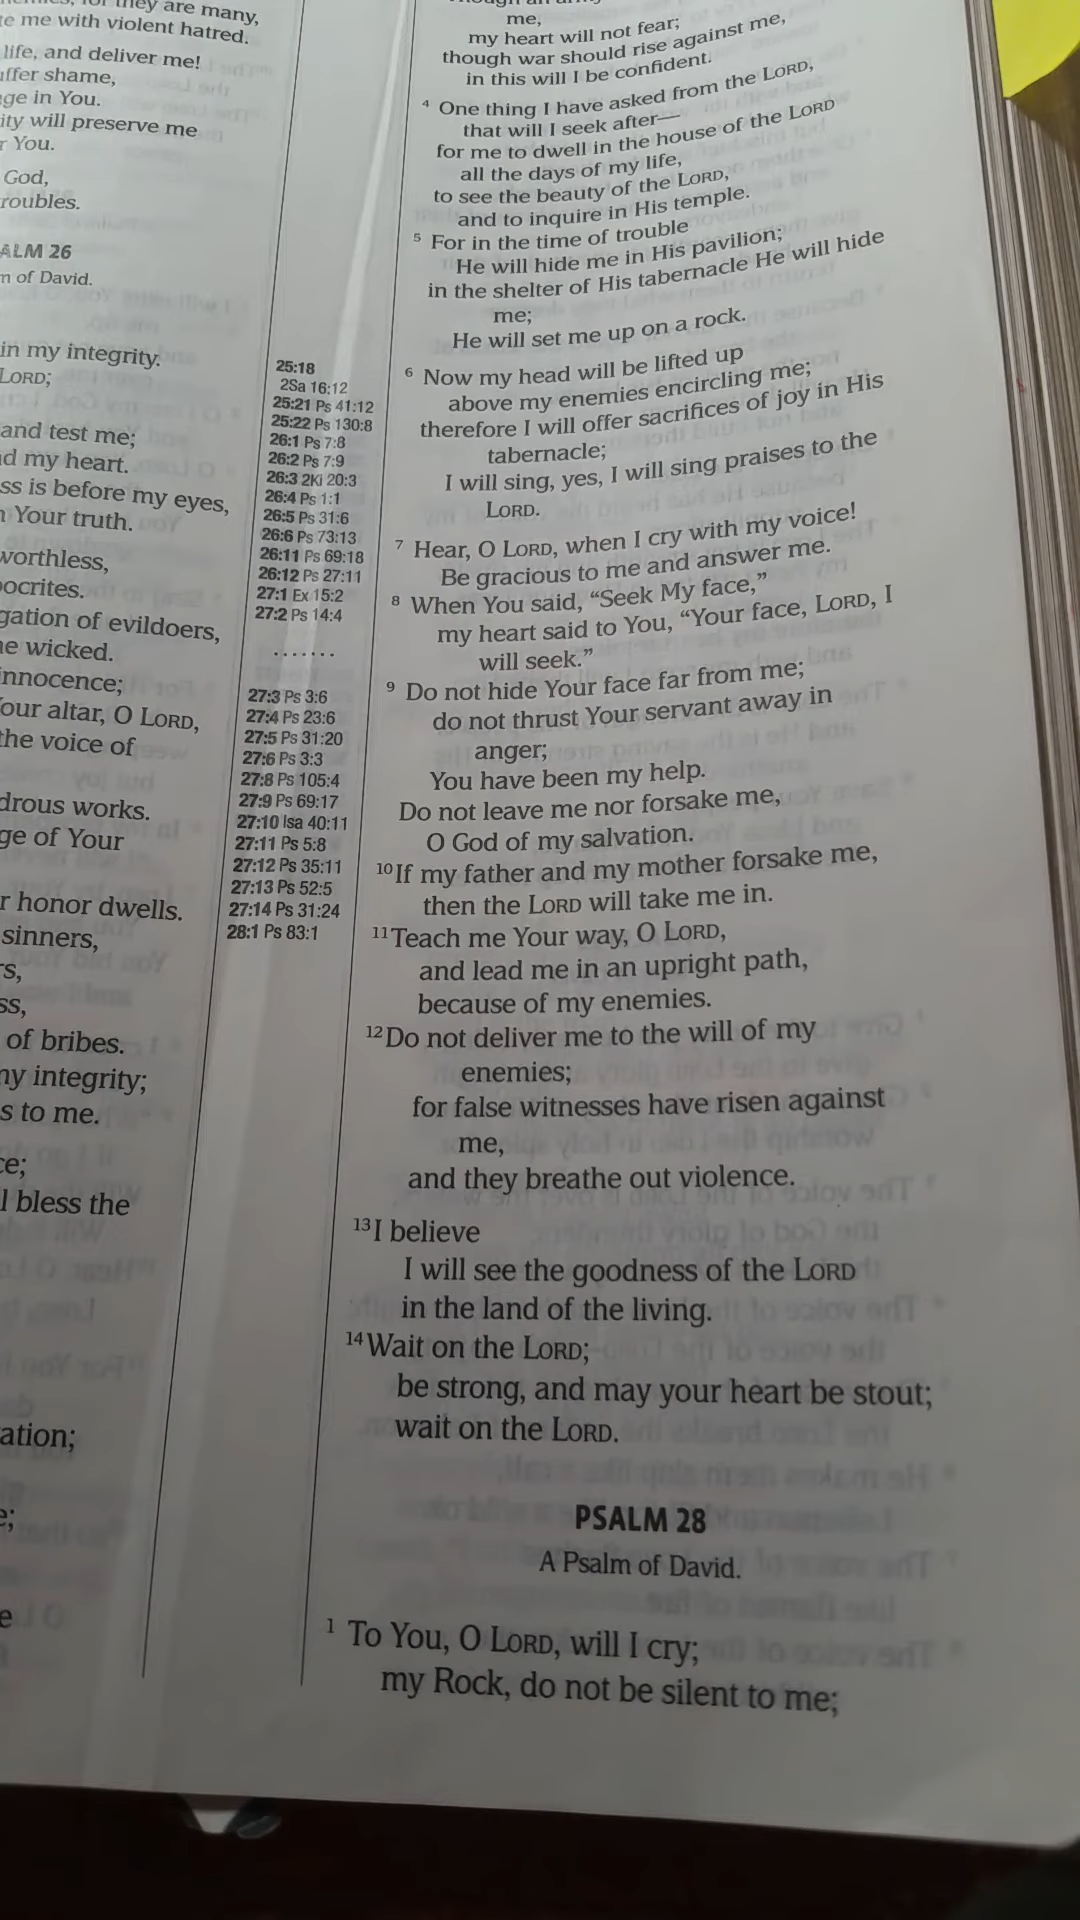 they are many,
e me with violent hatred.
life, and deliver me!
uffer shame,
ge in You.
ity will preserve me
r You.
God,
roubles.
ALM 26
m of David.
in my integrity.
LORD;
and test me;
d my heart.
ss is before my eyes,
n Your truth.
worthless,
ocrites.
gation of evildoers,
he wicked.
innocence;
our altar, O LORD,
the voice of
drous works.
ge of Your
r honor dwells.
sinners,
rs,
ss,
of bribes.
my integrity;
s to me.
ce;
l bless the
ation;
e;
e
25:18
2Sa 16:12
25:21 Ps 41:12
25:22 Ps 130:8
26:1 Ps 7:8
26:2 Ps 7:9
26:3 2Ki 20:3
26:4 Ps 1:1
26:5 Ps 31:6
26:6 Ps 73:13
26:11 Ps 69:18
26:12 Ps 27:11
27:1 Ex 15:2
27:2 Ps 14:4
.......
27:3 Ps 3:6
27:4 Ps 23:6
27:5 Ps 31:20
27:6 Ps 3:3
27:8 Ps 105:4
27:9 Ps 69:17
27:10 Isa 40:11
27:11 Ps 5:8
27:12 Ps 35:11
27:13 Ps 52:5
27:14 Ps 31:24
28:1 Ps 83:1
me,
my heart will not fear;
though war should rise against me,
in this will I be confident.
4 One thing I have asked from the LORD,
that will I seek after—
for me to dwell in the house of the LORD
all the days of my life,
to see the beauty of the LORD,
and to inquire in His temple.
5 For in the time of trouble
He will hide me in His pavilion;
in the shelter of His tabernacle He will hide
me;
He will set me up on a rock.
6 Now my head will be lifted up
above my enemies encircling me;
therefore I will offer sacrifices of joy in His
tabernacle;
I will sing, yes, I will sing praises to the
LORD.
7 Hear, O LORD, when I cry with my voice!
Be gracious to me and answer me.
8 When You said, “Seek My face,”
my heart said to You, “Your face, LORD, I
will seek.”
9 Do not hide Your face far from me;
do not thrust Your servant away in
anger;
You have been my help.
Do not leave me nor forsake me,
O God of my salvation.
10 If my father and my mother forsake me,
then the LORD will take me in.
11 Teach me Your way, O LORD,
and lead me in an upright path,
because of my enemies.
12 Do not deliver me to the will of my
enemies;
for false witnesses have risen against
me,
and they breathe out violence.
13 I believe
I will see the goodness of the LORD
in the land of the living.
14 Wait on the LORD;
be strong, and may your heart be stout;
wait on the LORD.
PSALM 28
A Psalm of David.
1 To You, O LORD, will I cry;
my Rock, do not be silent to me;